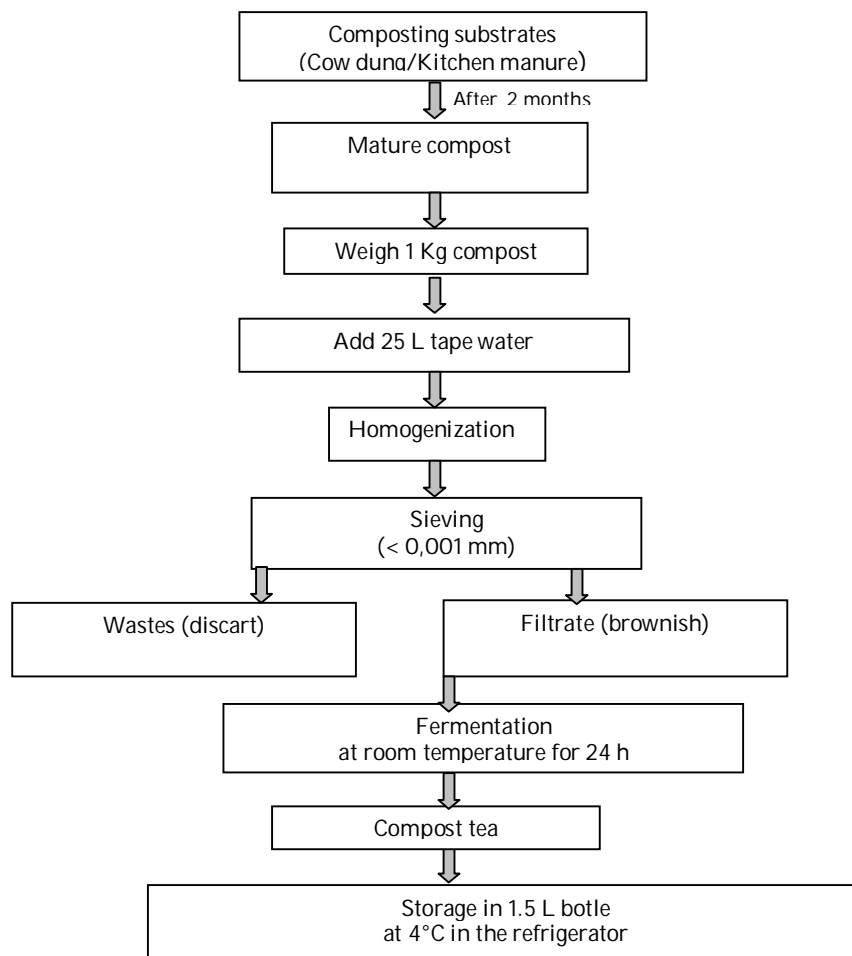 Composting substrates
(Cow dung/Kitchen manure)
After 2 months
Mature compost
Weigh 1 Kg compost
Add 25 L tape water
Homogenization
Sieving
(< 0,001 mm)
Wastes (discart)
Filtrate (brownish)
Fermentation
at room temperature for 24 h
Compost tea
Storage in 1.5 L botle
at 4°C in the refrigerator